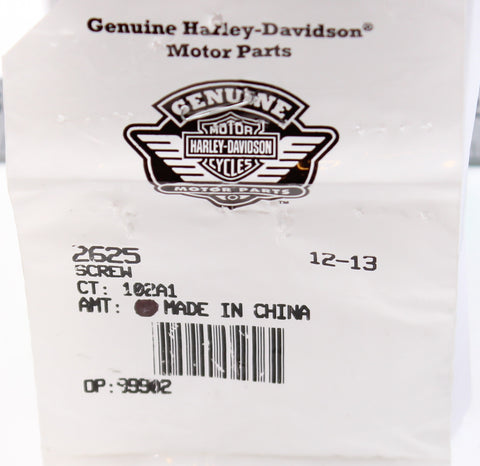 Genuine Harley-Davidson®
Motor Parts
GENUINE
MOTOR
HARLEY-DAVIDSON
CYCLES
MOTOR PARTS
™
2625 12-13
SCREW
CT: 102A1
AMT: MADE IN CHINA
OP:99902